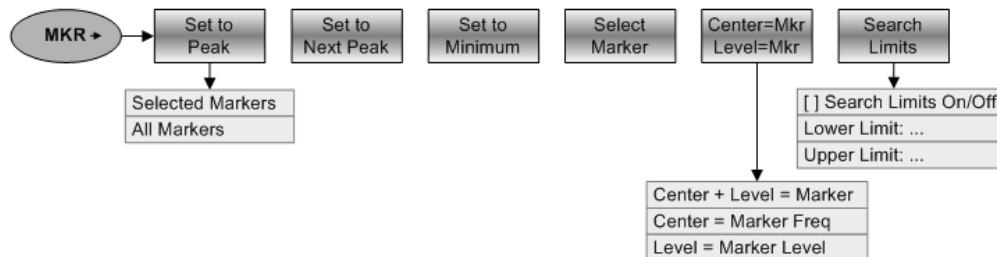 MKR →
Set to
Peak
Set to
Next Peak
Set to
Minimum
Select
Marker
Center=Mkr
Level=Mkr
Search
Limits
Selected Markers
All Markers
[ ] Search Limits On/Off
Lower Limit: ...
Upper Limit: ...
Center + Level = Marker
Center = Marker Freq
Level = Marker Level